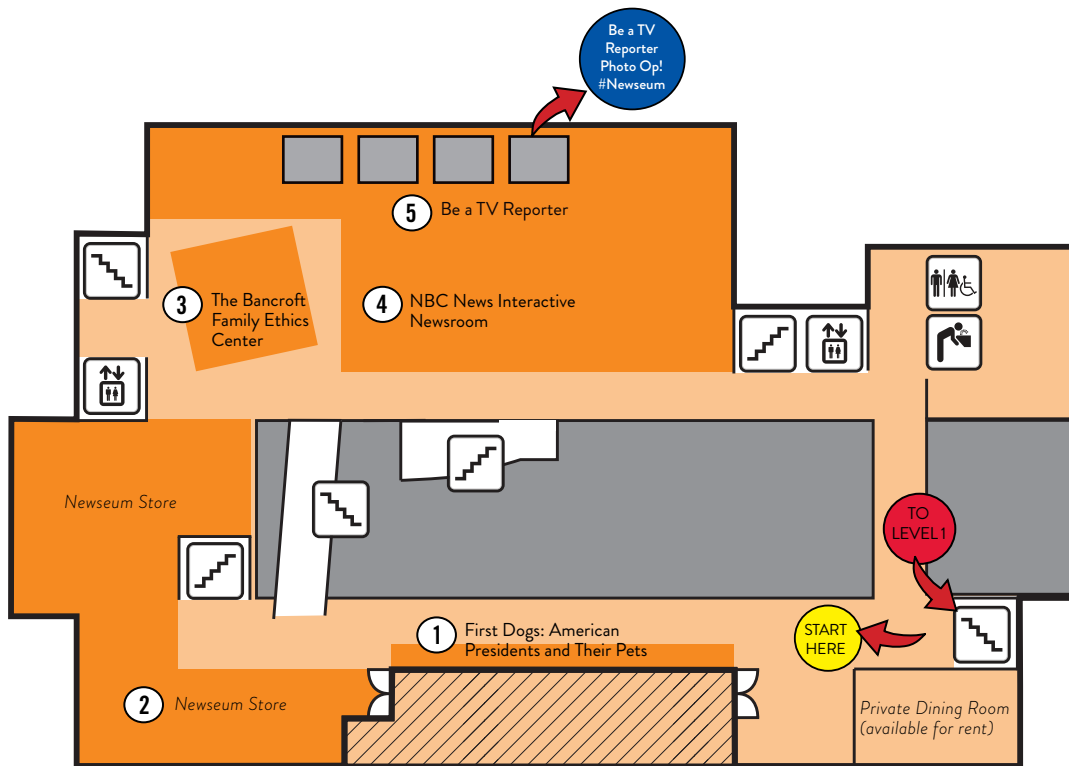 Be a TV
Reporter
Photo Op!
#Newseum
5
Be a TV Reporter
3
The Bancroft
Family Ethics
Center
4
NBC News Interactive
Newsroom
Newseum Store
TO
LEVEL 1
1
First Dogs: American
Presidents and Their Pets
START
HERE
2
Newseum Store
Private Dining Room
(available for rent)